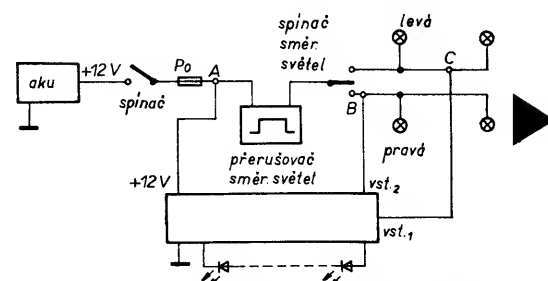 spínač
směr.
světel
levá
C
+12 V
Po
A
aku
spínač
B
přerušovač
směr. světel
pravá
+12 V
vst.2
vst.1